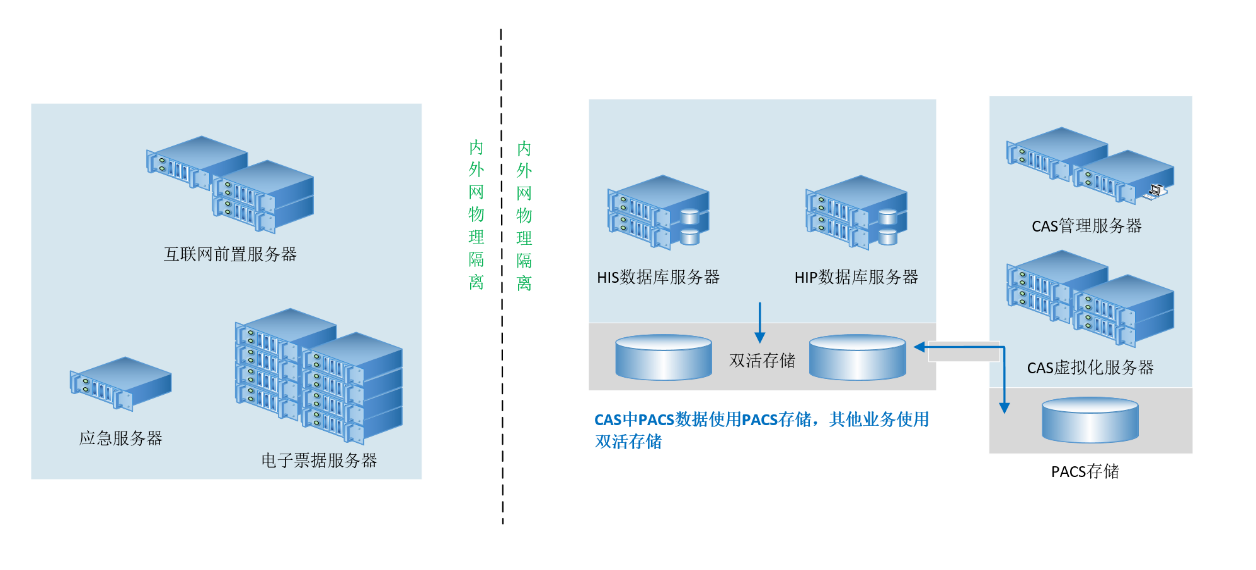 互联网前置服务器
应急服务器
电子票据服务器
内外网物理隔离
内外网物理隔离
HIS数据库服务器
HIP数据库服务器
双活存储
CAS中PACS数据使用PACS存储，其他业务使用
双活存储
CAS管理服务器
CAS虚拟化服务器
PACS存储